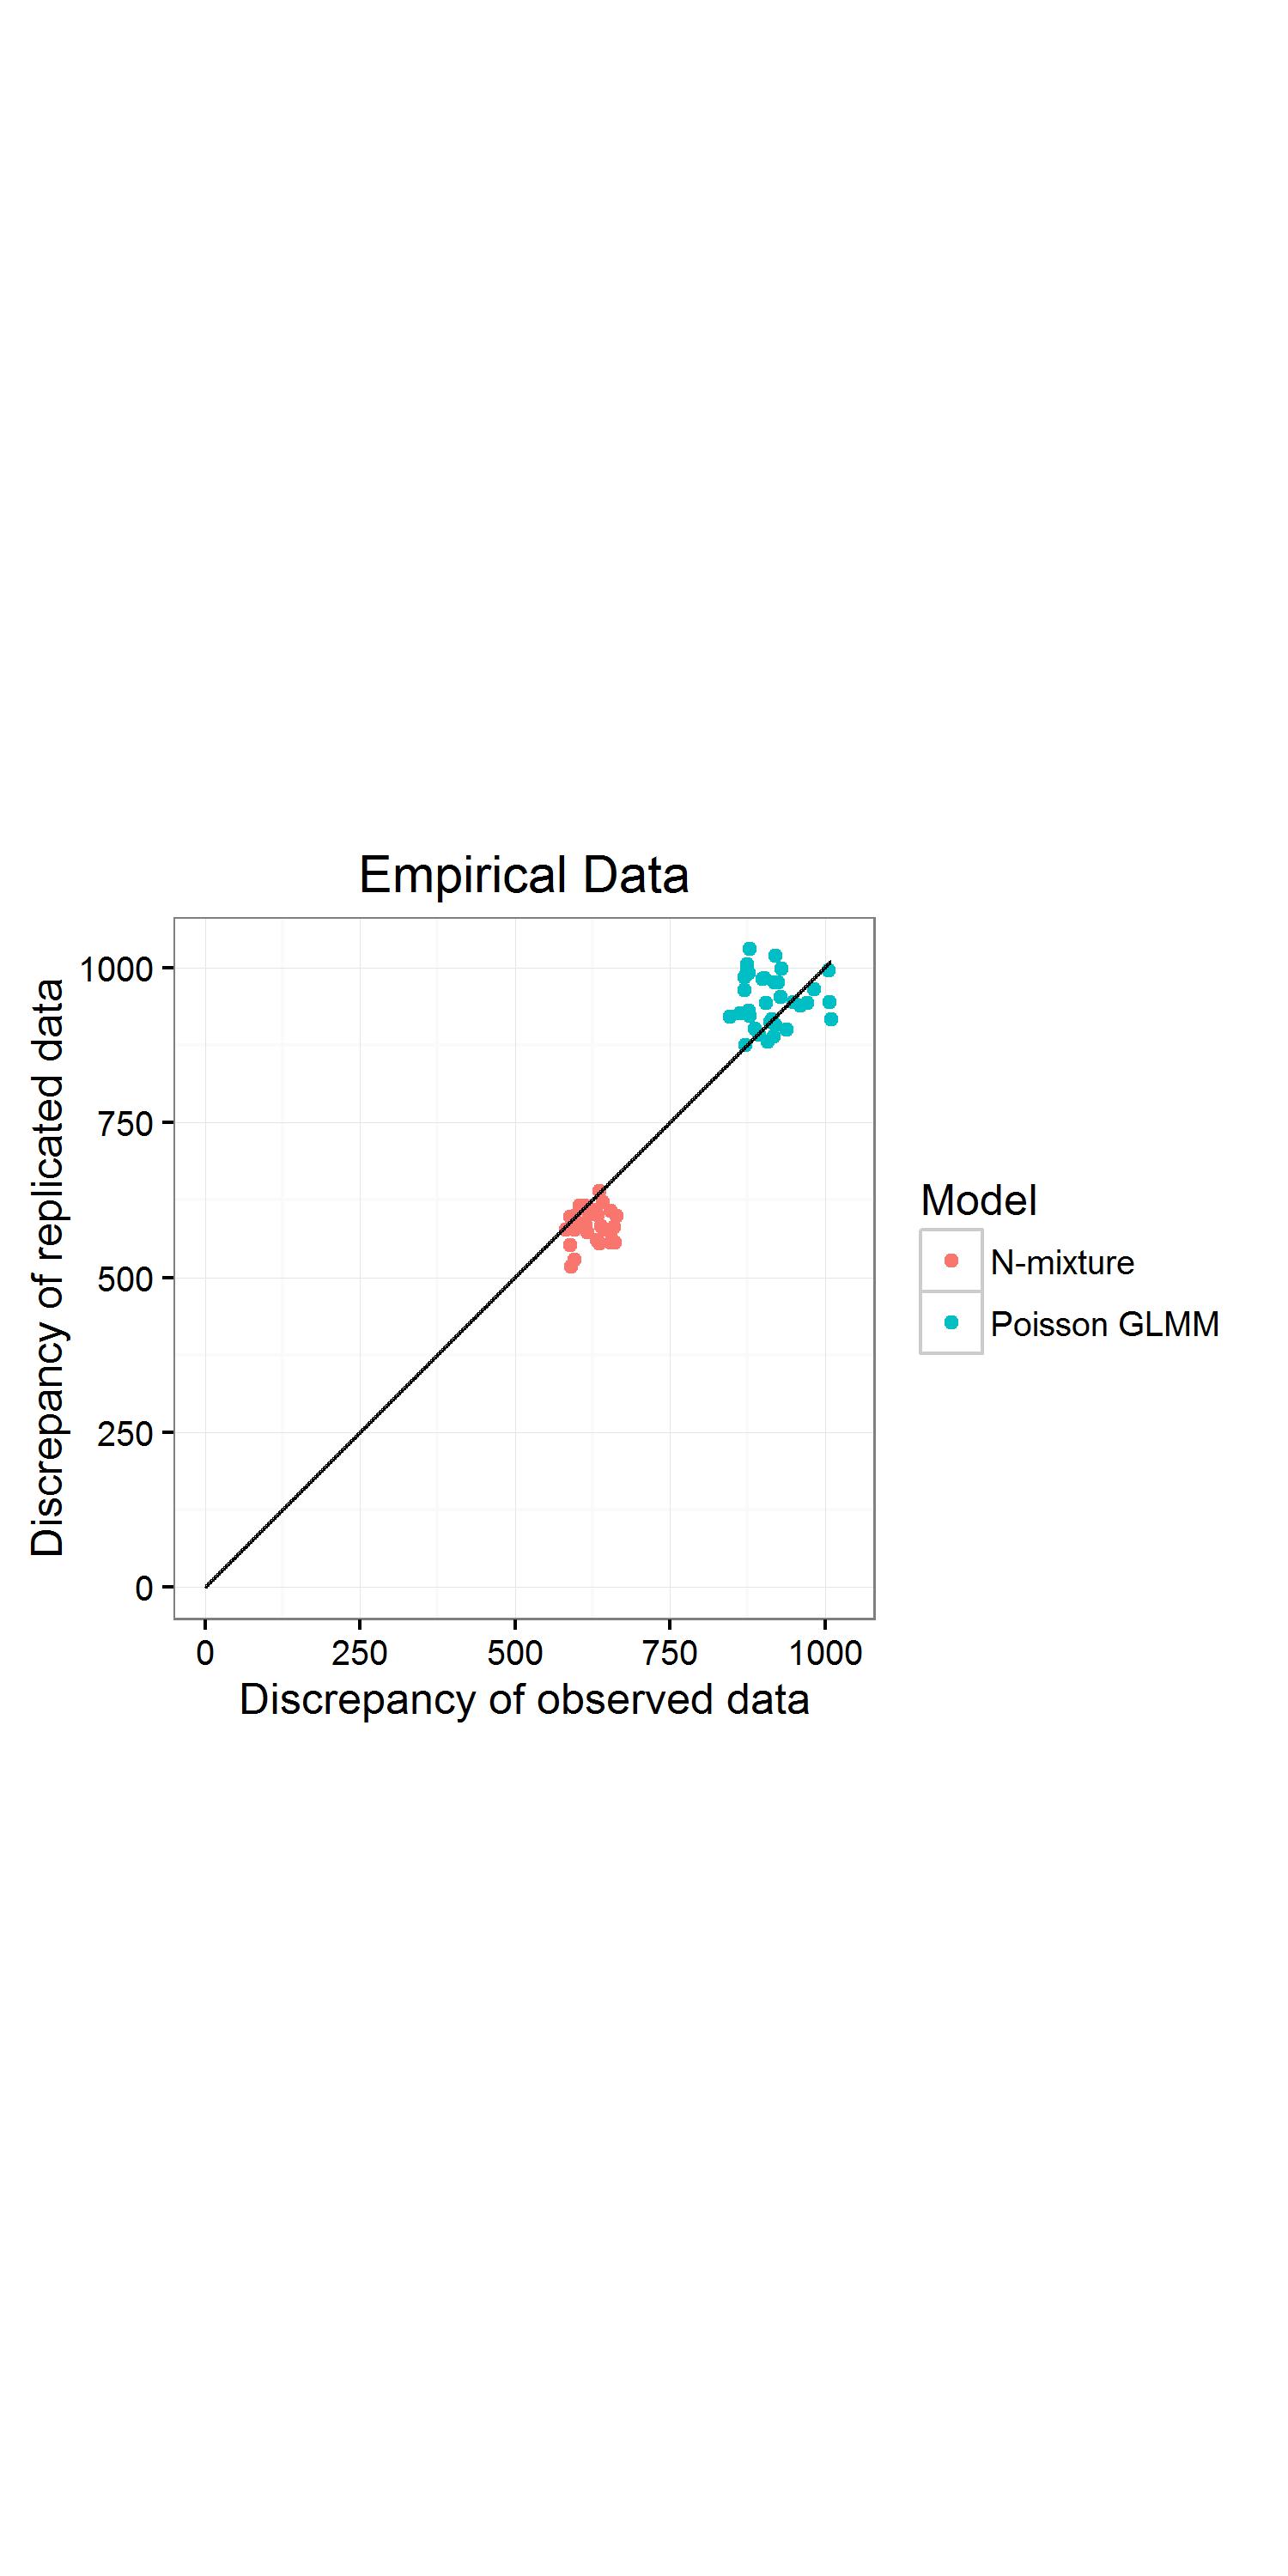 Empirical Data
Discrepancy of replicated data
1000
750
500
250
0
0 250 500 750 1000
Discrepancy of observed data
Model
N-mixture
Poisson GLMM